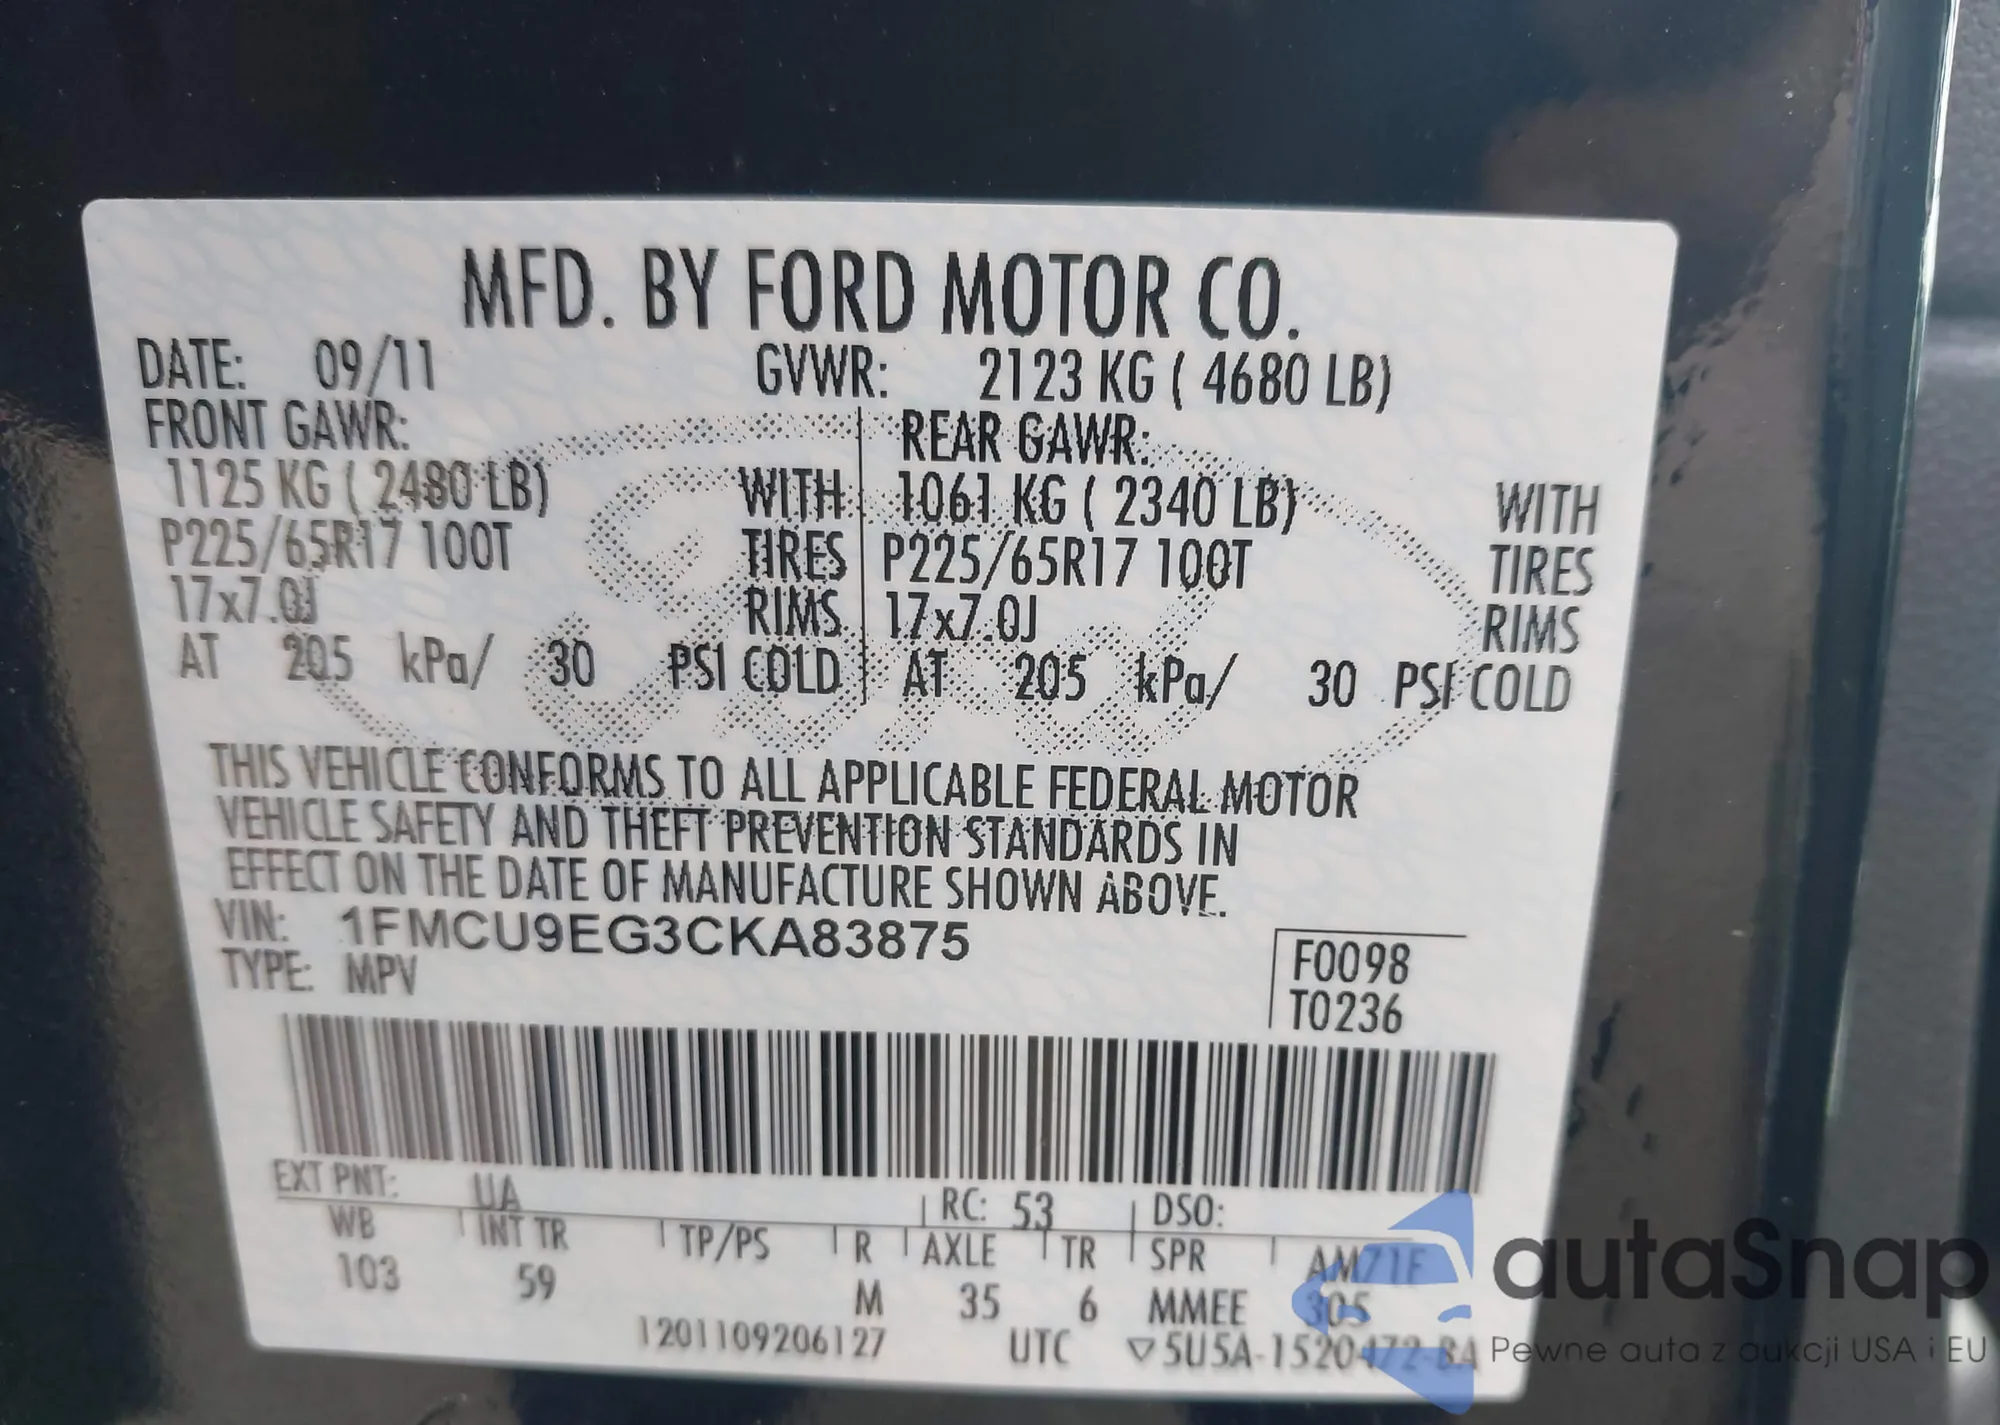 MFD. BY FORD MOTOR CO.
DATE: 09/11 GVWR: 2123 KG ( 4680 LB)
FRONT GAWR: REAR GAWR:
1125 KG ( 2480 LB) WITH 1061 KG ( 2340 LB) WITH
P225/65R17 100T TIRES P225/65R17 100T TIRES
17x7.0J RIMS 17x7.0J RIMS
AT 205 kPa/ 30 PSI COLD AT 205 kPa/ 30 PSI COLD
THIS VEHICLE CONFORMS TO ALL APPLICABLE FEDERAL MOTOR
VEHICLE SAFETY AND THEFT PREVENTION STANDARDS IN
EFFECT ON THE DATE OF MANUFACTURE SHOWN ABOVE.
VIN: 1FMCU9EG3CKA83875
TYPE: MPV
F0098
T0236
EXT PNT: UA RC: 53 DSO:
WB INT TR TP/PS R AXLE TR SPR AM71F
103 59 M 35 6 MMEE 305
1201109206127 UTC ▽5U5A-1520472-BA
autaSnap
Pewne auta z aukcji USA i EU